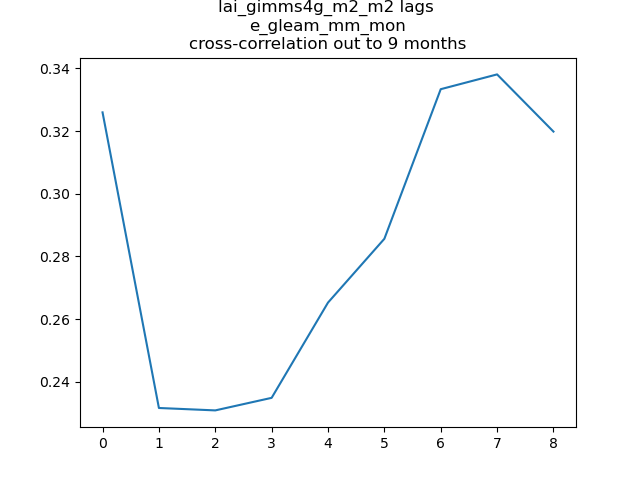 lai_gimms4g_m2_m2 lags
e_gleam_mm_mon
cross-correlation out to 9 months
0.34
0.32
0.30
0.28
0.26
0.24
0 1 2 3 4 5 6 7 8